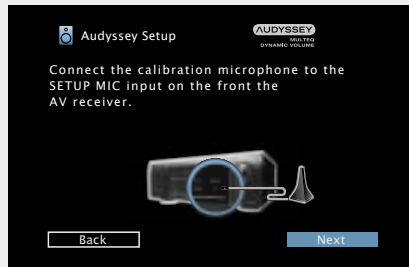 Audyssey Setup
AUDYSSEY
MULTEQ
DYNAMIC VOLUME
Connect the calibration microphone to the
SETUP MIC input on the front the
AV receiver.
Back
Next